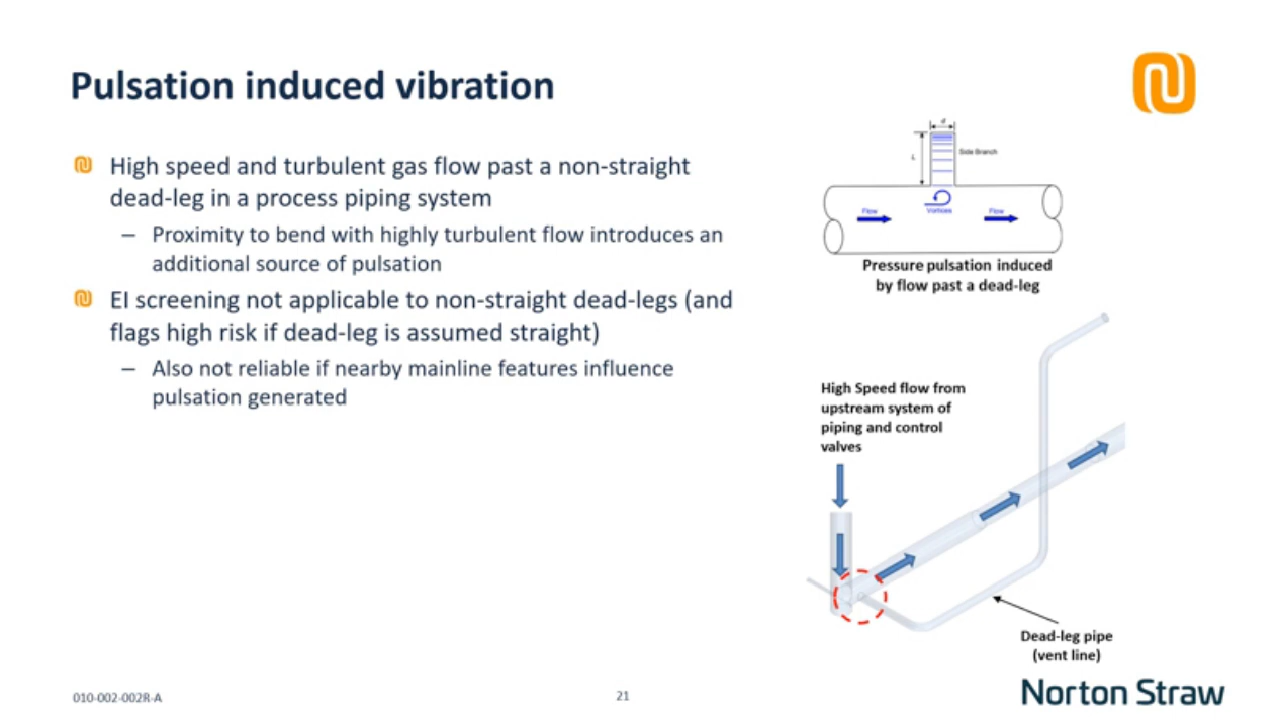 Pulsation induced vibration
High speed and turbulent gas flow past a non-straight
dead-leg in a process piping system
– Proximity to bend with highly turbulent flow introduces an
additional source of pulsation
EI screening not applicable to non-straight dead-legs (and
flags high risk if dead-leg is assumed straight)
– Also not reliable if nearby mainline features influence
pulsation generated
d
L
Side Branch
Flow
Vortices
Flow
Pressure pulsation induced
by flow past a dead-leg
High Speed flow from
upstream system of
piping and control
valves
Dead-leg pipe
(vent line)
010-002-002R-A
21
Norton Straw